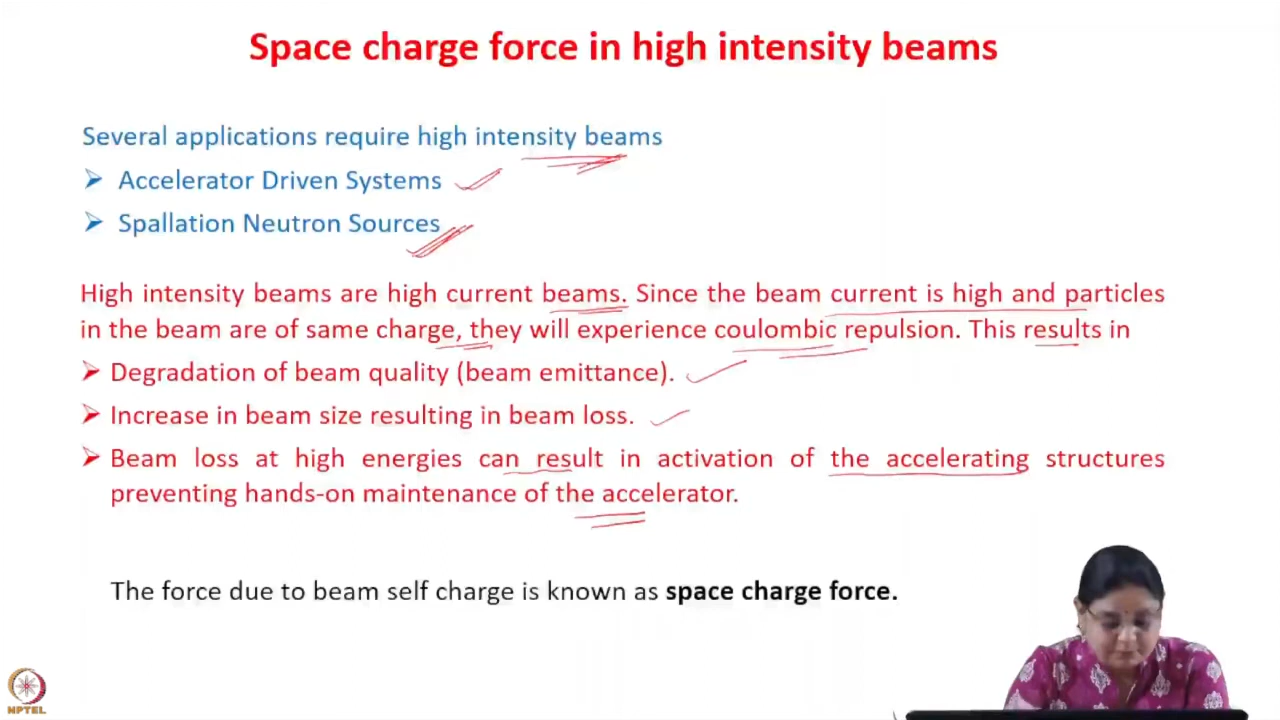 Space charge force in high intensity beams
Several applications require high intensity beams
➤ Accelerator Driven Systems
➤ Spallation Neutron Sources
High intensity beams are high current beams. Since the beam current is high and particles
in the beam are of same charge, they will experience coulombic repulsion. This results in
➤ Degradation of beam quality (beam emittance).
➤ Increase in beam size resulting in beam loss.
➤ Beam loss at high energies can result in activation of the accelerating structures
preventing hands-on maintenance of the accelerator.
The force due to beam self charge is known as space charge force.
NPTEL